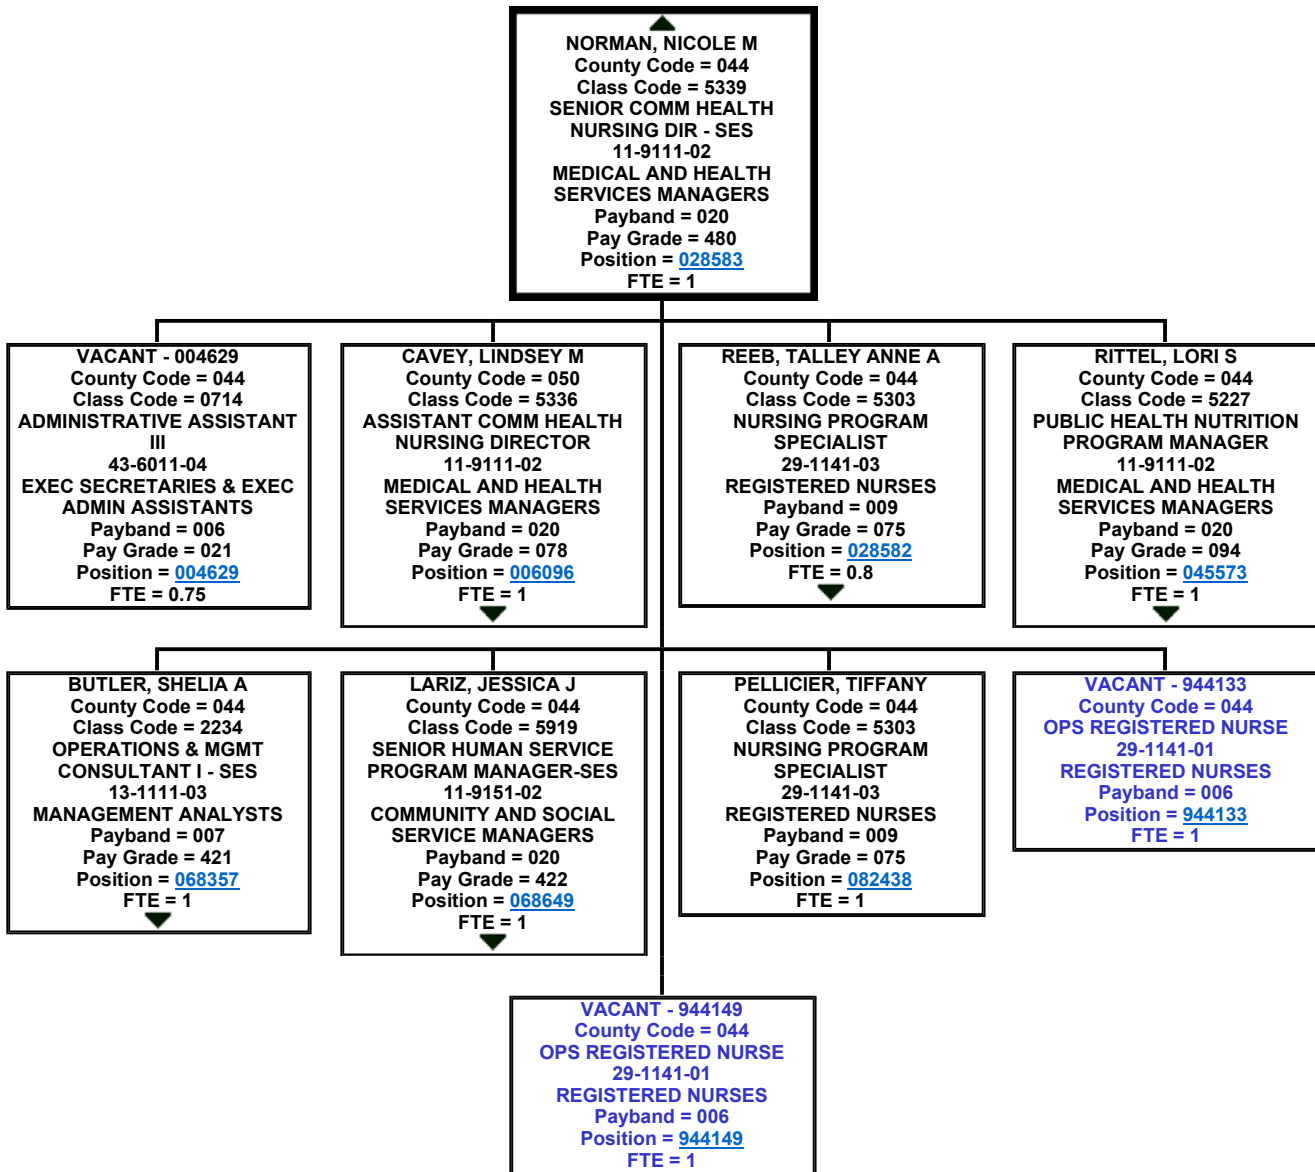 NORMAN, NICOLE M
County Code = 044
Class Code = 5339
SENIOR COMM HEALTH
NURSING DIR - SES
11-9111-02
MEDICAL AND HEALTH
SERVICES MANAGERS
Payband = 020
Pay Grade = 480
Position = 028583
FTE = 1
VACANT - 004629
County Code = 044
Class Code = 0714
ADMINISTRATIVE ASSISTANT
III
43-6011-04
EXEC SECRETARIES & EXEC
ADMIN ASSISTANTS
Payband = 006
Pay Grade = 021
Position = 004629
FTE = 0.75
CAVEY, LINDSEY M
County Code = 050
Class Code = 5336
ASSISTANT COMM HEALTH
NURSING DIRECTOR
11-9111-02
MEDICAL AND HEALTH
SERVICES MANAGERS
Payband = 020
Pay Grade = 078
Position = 006096
FTE = 1
REEB, TALLEY ANNE A
County Code = 044
Class Code = 5303
NURSING PROGRAM
SPECIALIST
29-1141-03
REGISTERED NURSES
Payband = 009
Pay Grade = 075
Position = 028582
FTE = 0.8
RITTEL, LORI S
County Code = 044
Class Code = 5227
PUBLIC HEALTH NUTRITION
PROGRAM MANAGER
11-9111-02
MEDICAL AND HEALTH
SERVICES MANAGERS
Payband = 020
Pay Grade = 094
Position = 045573
FTE = 1
BUTLER, SHELIA A
County Code = 044
Class Code = 2234
OPERATIONS & MGMT
CONSULTANT I - SES
13-1111-03
MANAGEMENT ANALYSTS
Payband = 007
Pay Grade = 421
Position = 068357
FTE = 1
LARIZ, JESSICA J
County Code = 044
Class Code = 5919
SENIOR HUMAN SERVICE
PROGRAM MANAGER-SES
11-9151-02
COMMUNITY AND SOCIAL
SERVICE MANAGERS
Payband = 020
Pay Grade = 422
Position = 068649
FTE = 1
PELLICIER, TIFFANY
County Code = 044
Class Code = 5303
NURSING PROGRAM
SPECIALIST
29-1141-03
REGISTERED NURSES
Payband = 009
Pay Grade = 075
Position = 082438
FTE = 1
VACANT - 944133
County Code = 044
OPS REGISTERED NURSE
29-1141-01
REGISTERED NURSES
Payband = 006
Position = 944133
FTE = 1
VACANT - 944149
County Code = 044
OPS REGISTERED NURSE
29-1141-01
REGISTERED NURSES
Payband = 006
Position = 944149
FTE = 1